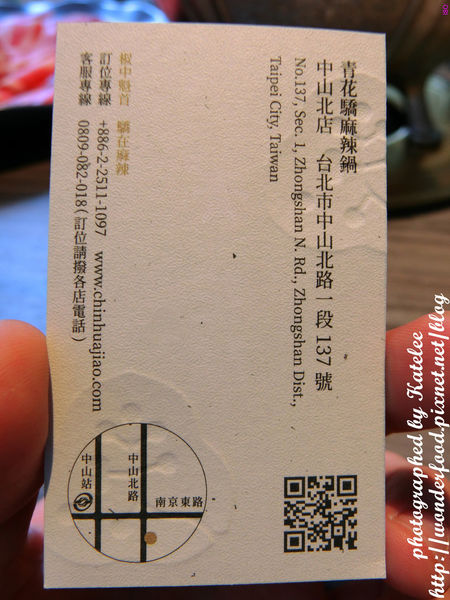 青花驕麻辣鍋
中山北店 台北市中山北路一段137號
No.137, Sec. 1, Zhongshan N. Rd., Zhongshan Dist.,
Taipei City, Taiwan
椒中魁首 驕在麻辣
訂位專線 +886-2-2511-1097 www.chinhuajiao.com
客服專線 0809-082-018(訂位請撥各店電話)
中山站
中山北路
南京東路
photographed by Katelee
http://wonderfood.pixnet.net/blog